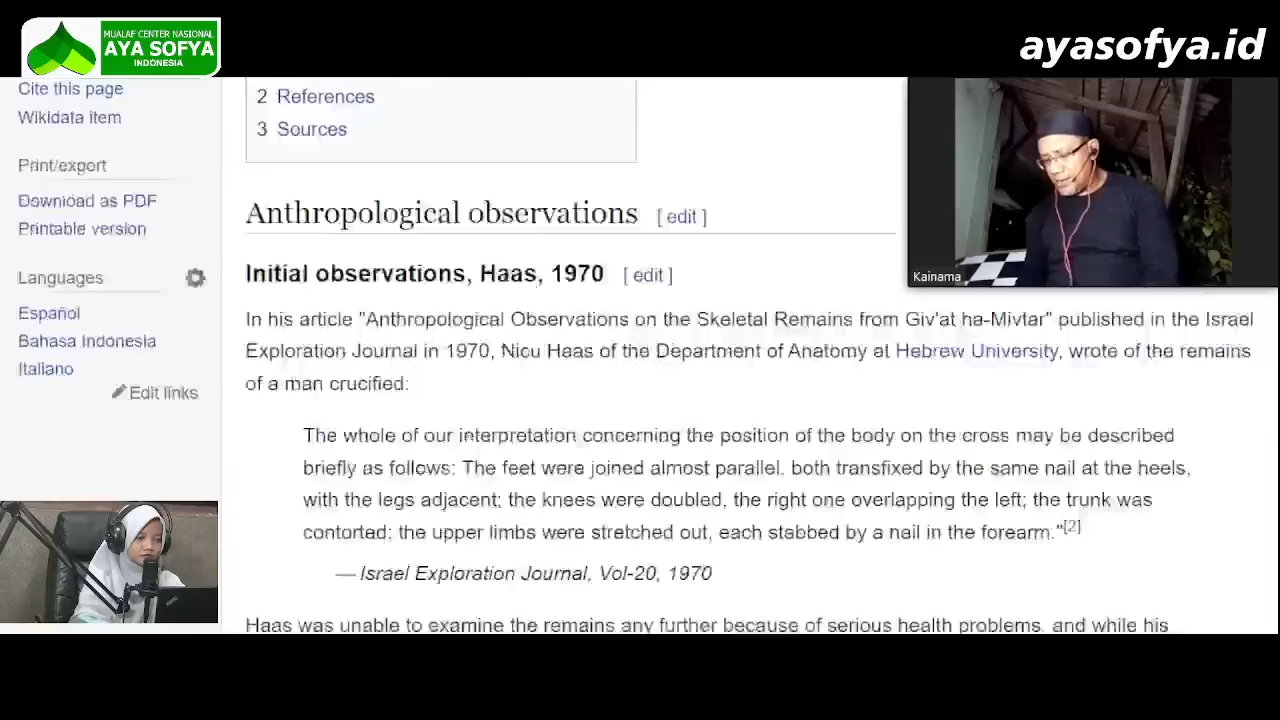 MUALAF CENTER NASIONAL
AYA SOFYA
INDONESIA
ayasofya.id
Cite this page
Wikidata item
Print/export
Download as PDF
Printable version
Languages
Español
Bahasa Indonesia
Italiano
Edit links
2 References
3 Sources
Anthropological observations [ edit ]
Initial observations, Haas, 1970 [ edit ]
In his article "Anthropological Observations on the Skeletal Remains from Giv'at ha-Mivtar" published in the Israel
Exploration Journal in 1970, Nicu Haas of the Department of Anatomy at Hebrew University, wrote of the remains
of a man crucified:
The whole of our interpretation concerning the position of the body on the cross may be described
briefly as follows: The feet were joined almost parallel, both transfixed by the same nail at the heels,
with the legs adjacent; the knees were doubled, the right one overlapping the left; the trunk was
contorted; the upper limbs were stretched out, each stabbed by a nail in the forearm."[2]
— Israel Exploration Journal, Vol-20, 1970
Haas was unable to examine the remains any further because of serious health problems, and while his
Kainama